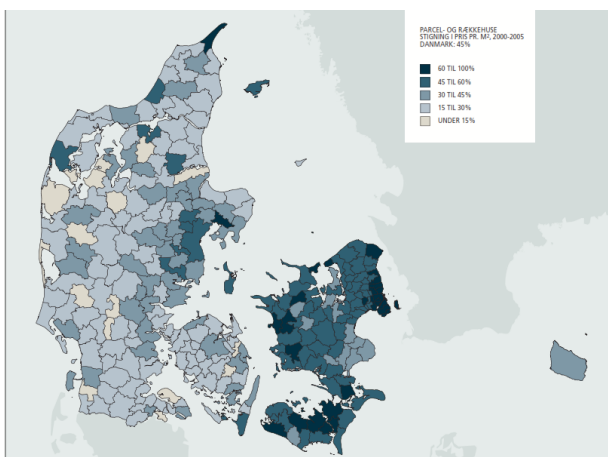 PARCEL- OG RÆKKEHUSE
STIGNING I PRIS PR. M², 2000-2005
DANMARK: 45%
60 TIL 100%
45 TIL 60%
30 TIL 45%
15 TIL 30%
UNDER 15%